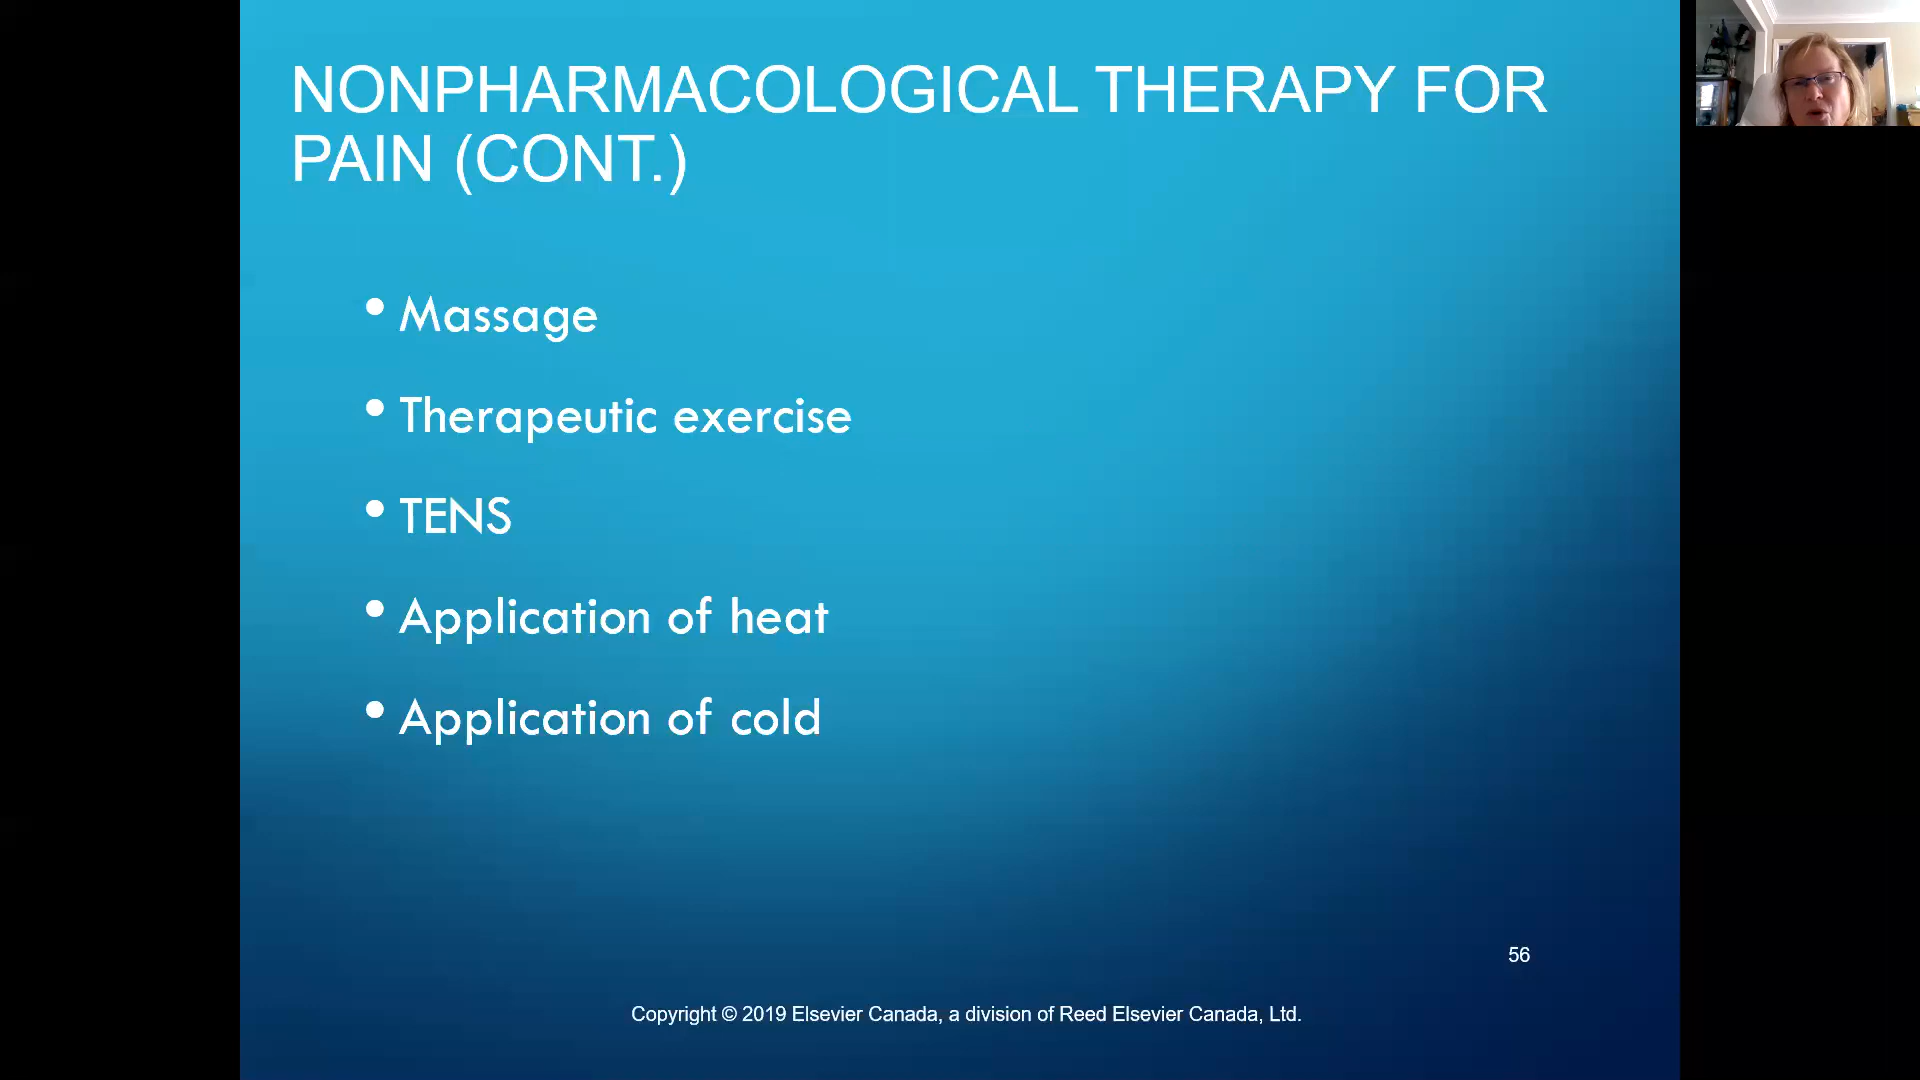 NONPHARMACOLOGICAL THERAPY FOR
PAIN (CONT.)
• Massage
• Therapeutic exercise
• TENS
• Application of heat
• Application of cold
56
Copyright © 2019 Elsevier Canada, a division of Reed Elsevier Canada, Ltd.